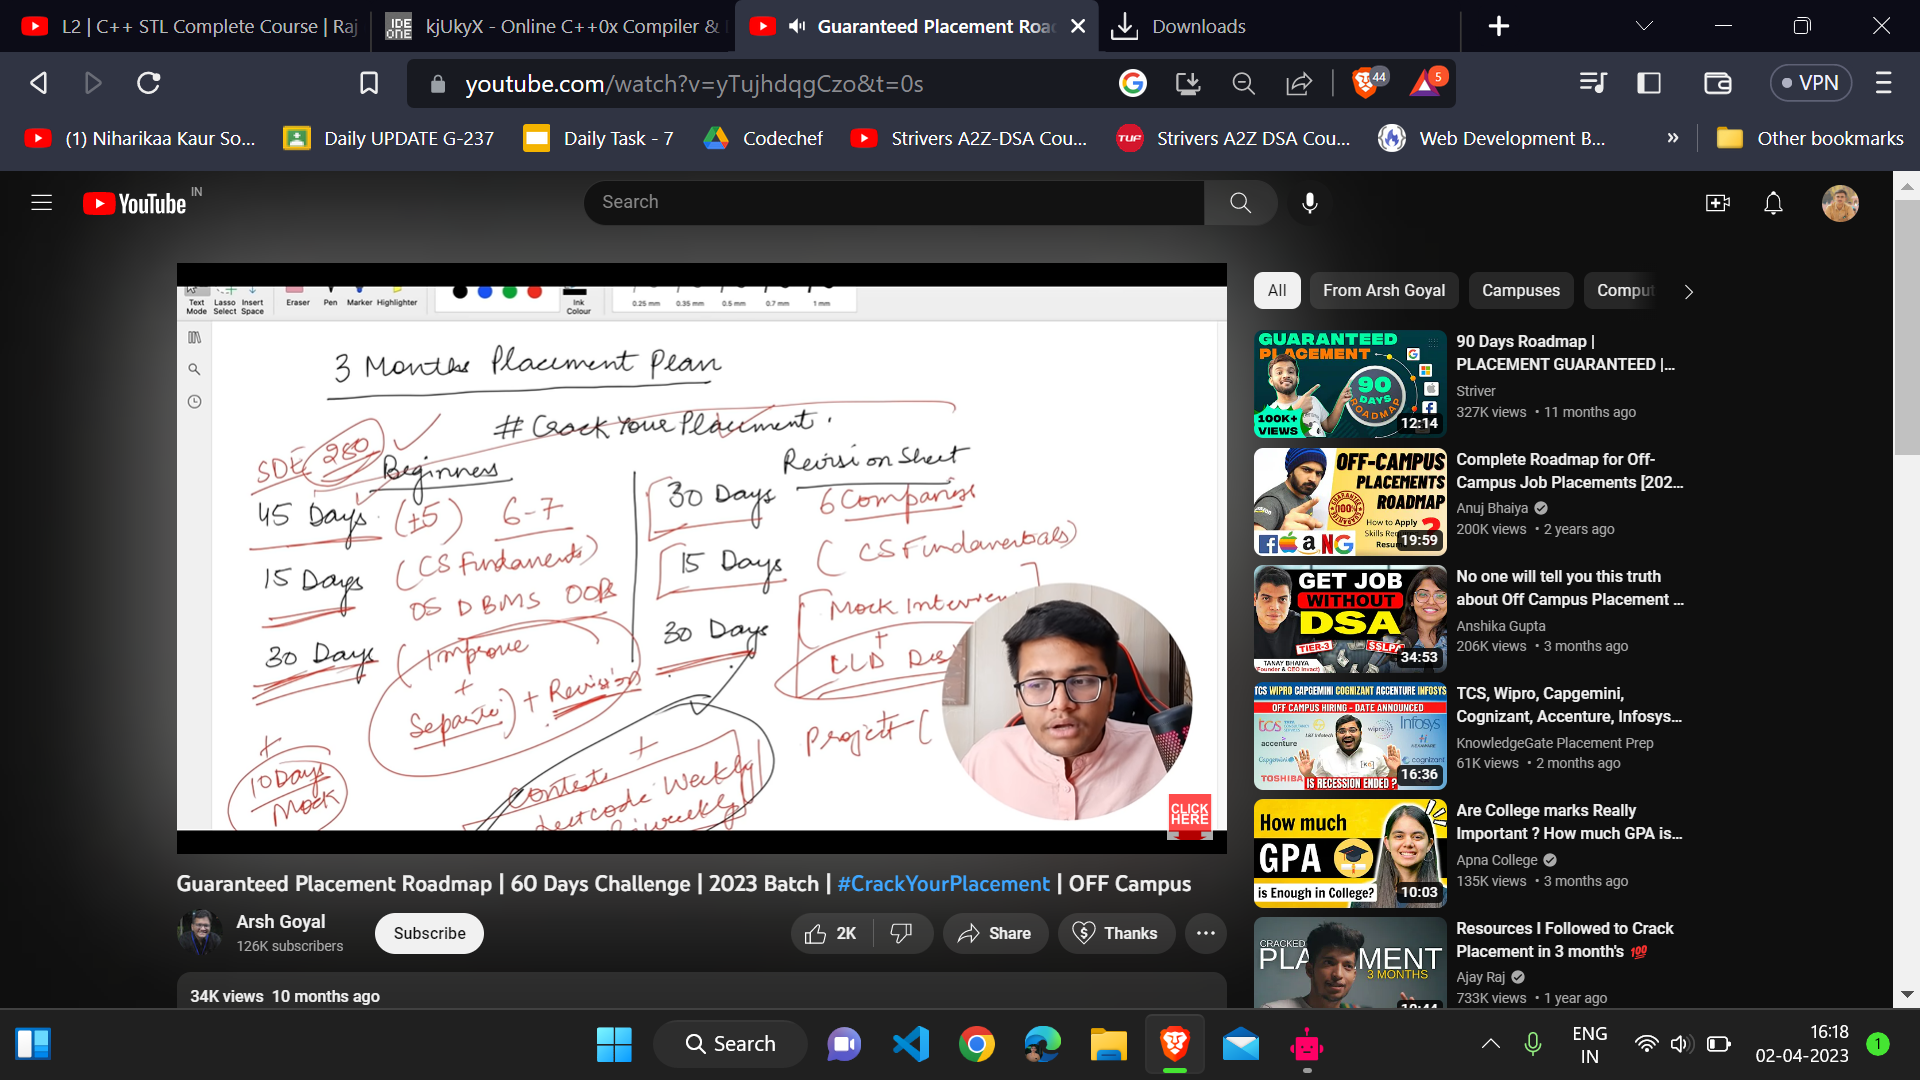 L2 | C++ STL Complete Course | Raj
kjUkyX - Online C++0x Compiler &
Guaranteed Placement Roa
Downloads
youtube.com/watch?v=yTujhdqgCzo&t=0s
44
5
VPN
(1) Niharikaa Kaur So...
Daily UPDATE G-237
Daily Task - 7
Codechef
Strivers A2Z-DSA Cou...
TUF
Strivers A2Z DSA Cou...
Web Development B...
»
Other bookmarks
YouTube IN
Search
Text Mode
Lasso Select
Insert Space
Eraser
Pen
Marker
Highlighter
Ink Colour
0.25 mm
0.35 mm
0.5 mm
0.7 mm
1 mm
3 Months Placement Plan
# Crack Your Placement
SDE 280
Beginners
45 Days (±5) 6-7
15 Days (CS Fundamentals)
OS DBMS OOPs
30 Days (Improve
+
Separate) + Revision
+
10 Days
Mock
Revision Sheet
30 Days 6 Companies
15 Days (CS Fundamentals)
30 Days
Mock Interview
+
LLD
Project (
+
Contests
Leetcode Weekly
Biweekly
CLICK HERE
Guaranteed Placement Roadmap | 60 Days Challenge | 2023 Batch | #CrackYourPlacement | OFF Campus
Arsh Goyal
126K subscribers
Subscribe
2K
Share
Thanks
34K views 10 months ago
All
From Arsh Goyal
Campuses
Comput
GUARANTEED
PLACEMENT
90
DAYS
ROADMAP
100K+
VIEWS
12:14
90 Days Roadmap |
PLACEMENT GUARANTEED |...
Striver
327K views • 11 months ago
OFF-CAMPUS
PLACEMENTS
ROADMAP
100%
How to Apply
Skills Req
Resu
19:59
Complete Roadmap for Off-
Campus Job Placements [202...
Anuj Bhaiya
200K views • 2 years ago
GET JOB
WITHOUT
DSA
TIER-3
$SLPA
TANAY BHAIYA
34:53
No one will tell you this truth
about Off Campus Placement ...
Anshika Gupta
206K views • 3 months ago
TCS WIPRO CAPGEMINI COGNIZANT ACCENTURE INFOSYS
OFF CAMPUS HIRING - DATE ANNOUNCED
tcs
accenture
Capgemini
TOSHIBA
wipro
Infosys
cognizant
IS RECESSION ENDED ?
16:36
TCS, Wipro, Capgemini,
Cognizant, Accenture, Infosys...
KnowledgeGate Placement Prep
61K views • 2 months ago
How much
GPA
is Enough in College?
10:03
Are College marks Really
Important ? How much GPA is...
Apna College
135K views • 3 months ago
CRACKED
PLA MENT
3 MONTHS
Resources I Followed to Crack
Placement in 3 month's 💯
Ajay Raj
733K views • 1 year ago
Search
ENG
IN
16:18
02-04-2023
1